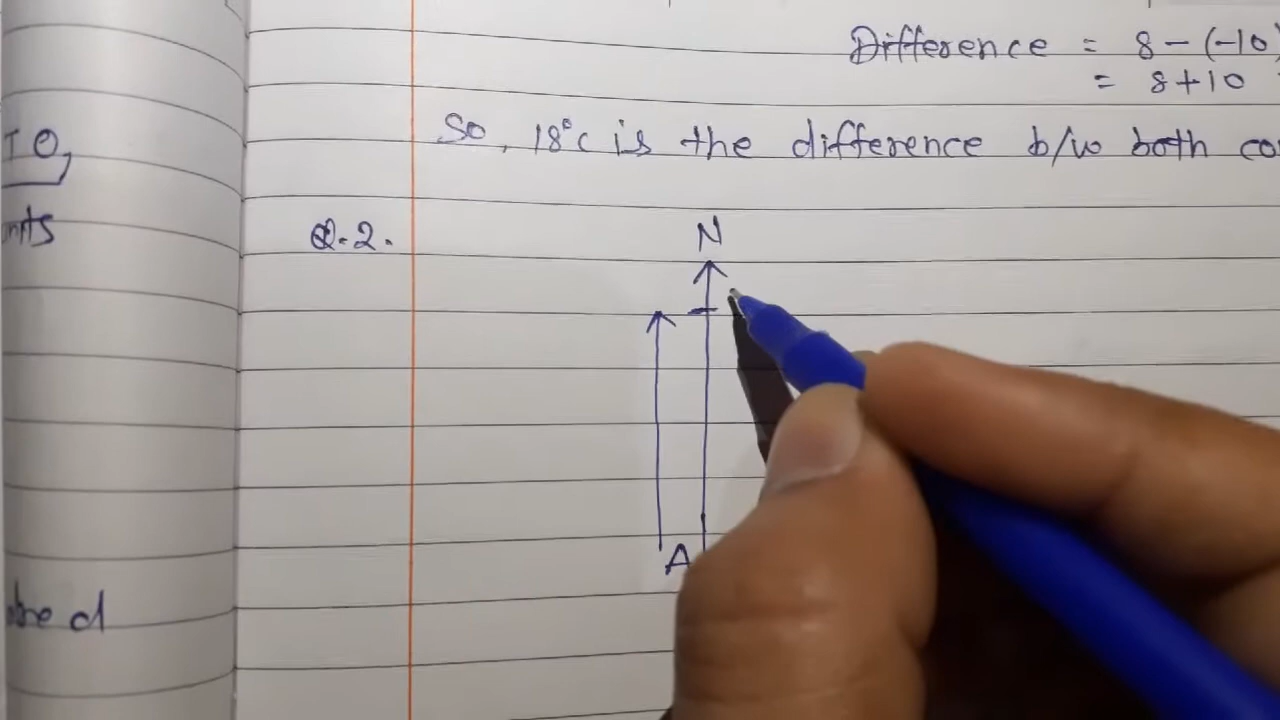 Difference = 8 - (-10)
= 8 + 10
So, 18°C is the difference b/w both
Q.2.
N
A